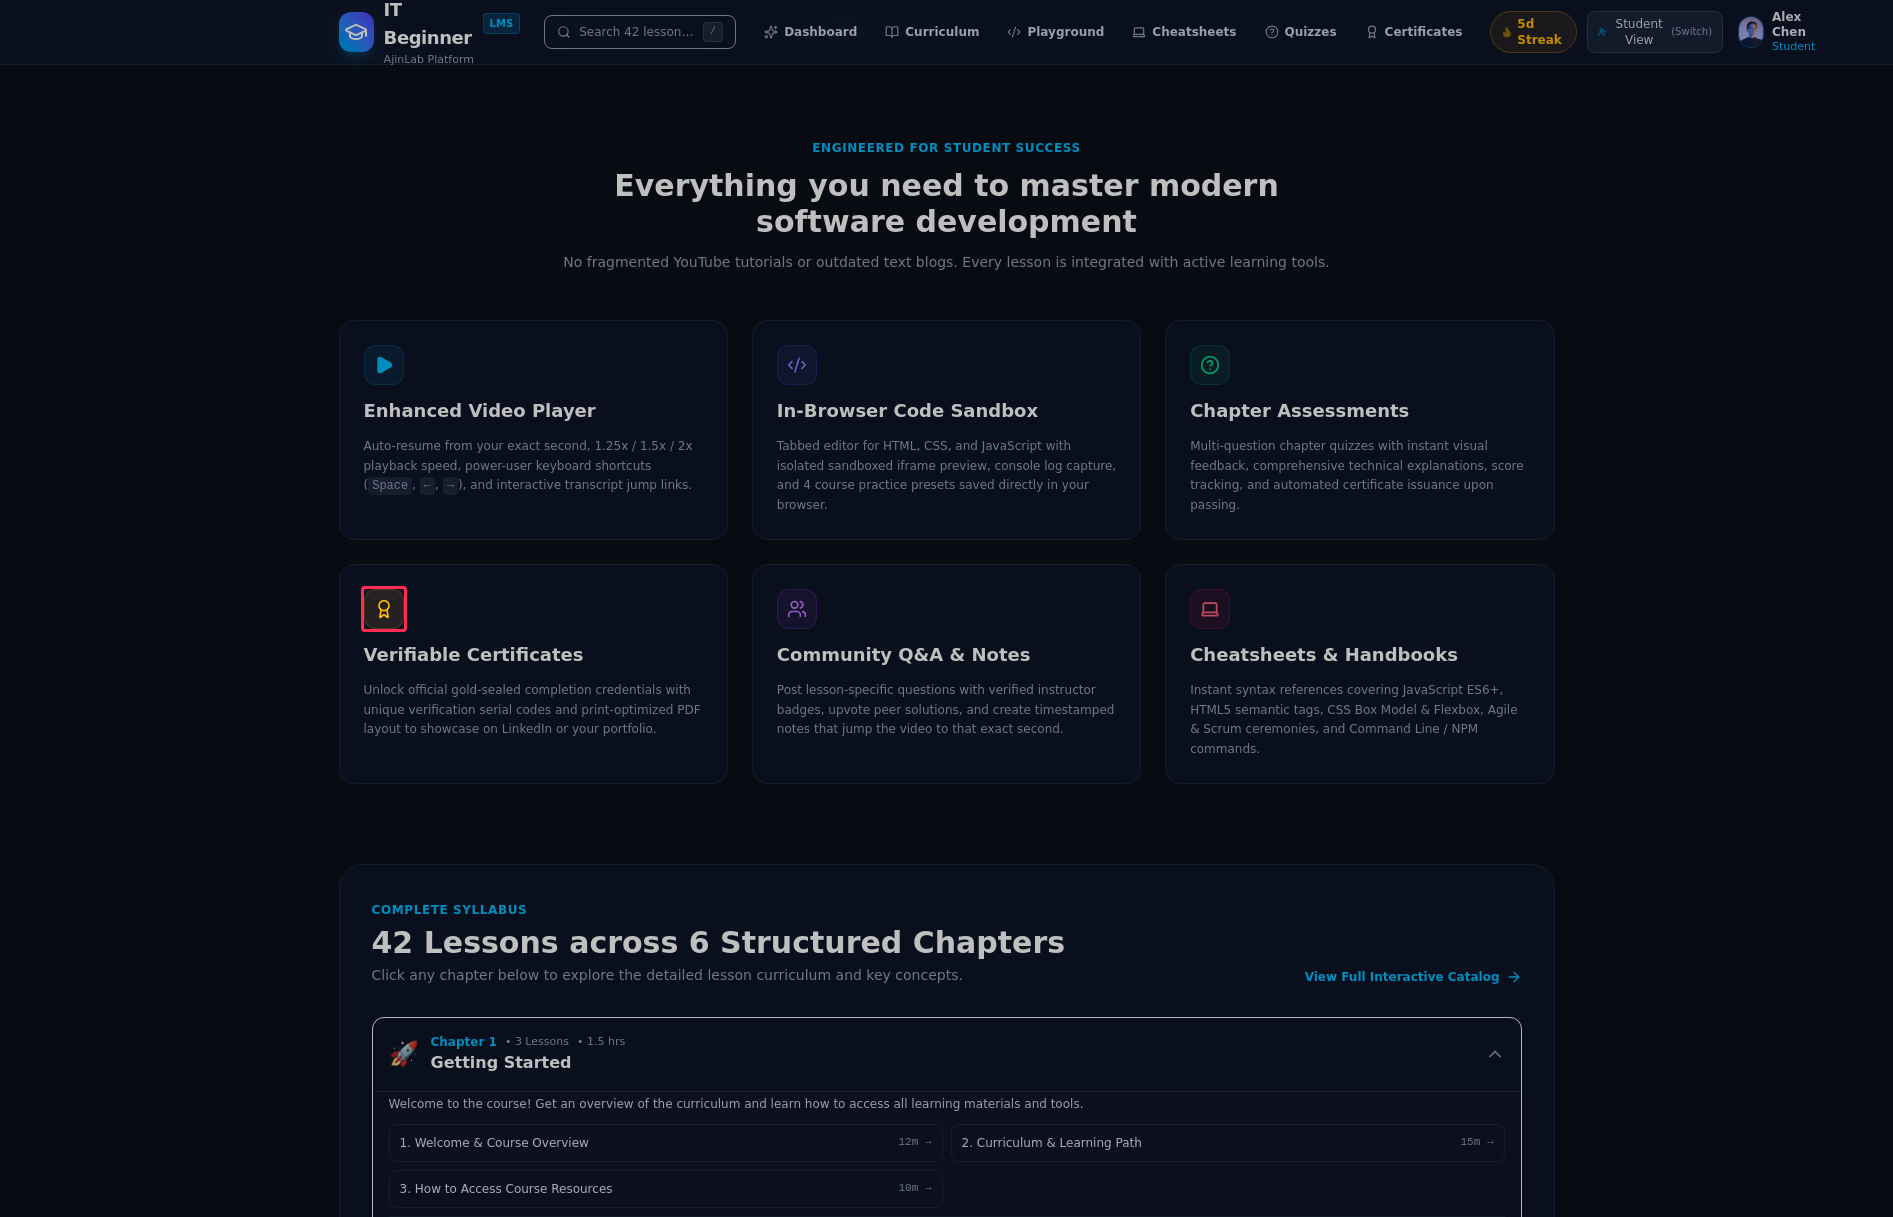 IT
Beginner
LMS
AjinLab Platform
Search 42 lesson...
/
Dashboard
Curriculum
Playground
Cheatsheets
Quizzes
Certificates
5d
Streak
Student
View
(Switch)
Alex
Chen
Student
ENGINEERED FOR STUDENT SUCCESS
Everything you need to master modern
software development
No fragmented YouTube tutorials or outdated text blogs. Every lesson is integrated with active learning tools.
Enhanced Video Player
Auto-resume from your exact second, 1.25x / 1.5x / 2x
playback speed, power-user keyboard shortcuts
( Space , ← , → ), and interactive transcript jump links.
In-Browser Code Sandbox
Tabbed editor for HTML, CSS, and JavaScript with
isolated sandboxed iframe preview, console log capture,
and 4 course practice presets saved directly in your
browser.
Chapter Assessments
Multi-question chapter quizzes with instant visual
feedback, comprehensive technical explanations, score
tracking, and automated certificate issuance upon
passing.
Verifiable Certificates
Unlock official gold-sealed completion credentials with
unique verification serial codes and print-optimized PDF
layout to showcase on LinkedIn or your portfolio.
Community Q&A & Notes
Post lesson-specific questions with verified instructor
badges, upvote peer solutions, and create timestamped
notes that jump the video to that exact second.
Cheatsheets & Handbooks
Instant syntax references covering JavaScript ES6+,
HTML5 semantic tags, CSS Box Model & Flexbox, Agile
& Scrum ceremonies, and Command Line / NPM
commands.
COMPLETE SYLLABUS
42 Lessons across 6 Structured Chapters
Click any chapter below to explore the detailed lesson curriculum and key concepts.
View Full Interactive Catalog →
Chapter 1 • 3 Lessons • 1.5 hrs
Getting Started
Welcome to the course! Get an overview of the curriculum and learn how to access all learning materials and tools.
1. Welcome & Course Overview 12m →
2. Curriculum & Learning Path 15m →
3. How to Access Course Resources 10m →